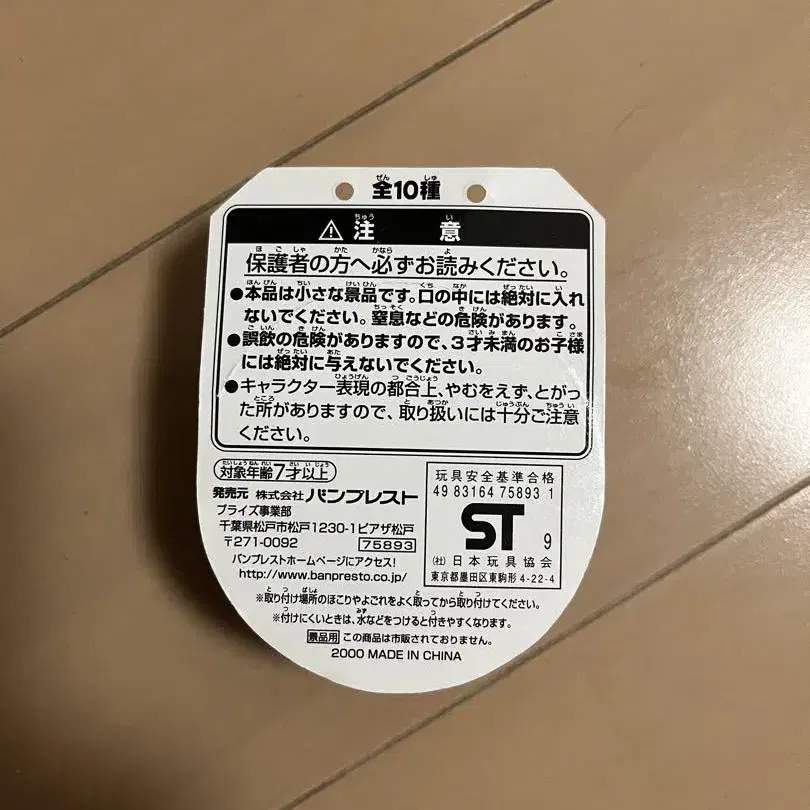 全10種
⚠注意
保護者の方へ必ずお読みください。
●本品は小さな景品です。口の中には絶対に入れ
ないでください。窒息などの危険があります。
●誤飲の危険がありますので、3才未満のお子様
には絶対に与えないでください。
●キャラクター表現の都合上、やむをえず、とがっ
た所がありますので、取り扱いには十分ご注意
ください。
対象年齢7才以上
発売元 株式会社 バンプレスト
プライズ事業部
千葉県松戸市松戸1230-1ピアザ松戸
〒271-0092 75893
バンプレストホームページにアクセス!
http://www.banpresto.co.jp/
玩具安全基準合格
49 83164 75893 1
ST 9
(社)日本玩具協会
東京都墨田区東駒形4-22-4
※取り付け場所のほこりやよごれをよく取ってから取り付けてください。
※付けにくいときは、水などをつけると付きやすくなります。
景品用 この商品は市販されておりません。
2000 MADE IN CHINA